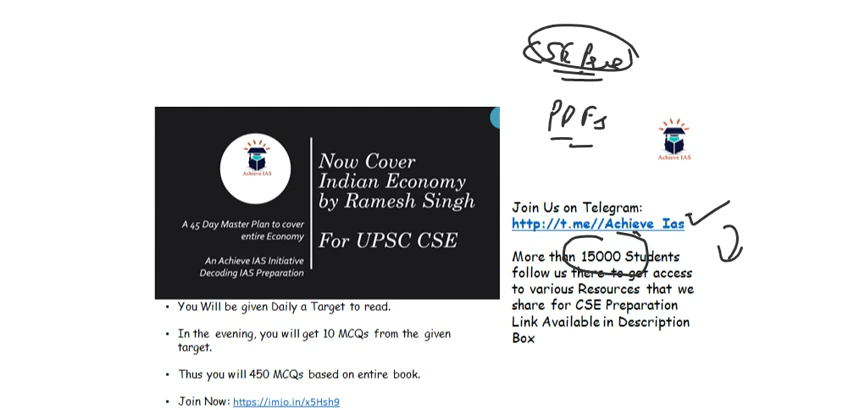 CSE Pre
PDFs
Achieve IAS
Now Cover
Indian Economy
by Ramesh Singh
For UPSC CSE
A 45 Day Master Plan to cover
entire Economy
An Achieve IAS Initiative
Decoding IAS Preparation
You Will be given Daily a Target to read.
In the evening, you will get 10 MCQs from the given
target.
Thus you will 450 MCQs based on entire book.
Join Now: https://imjo.in/x5Hsh9
Achieve IAS
Join Us on Telegram:
http://t.me//Achieve_Ias
More than 15000 Students
follow us there to get access
to various Resources that we
share for CSE Preparation
Link Available in Description
Box